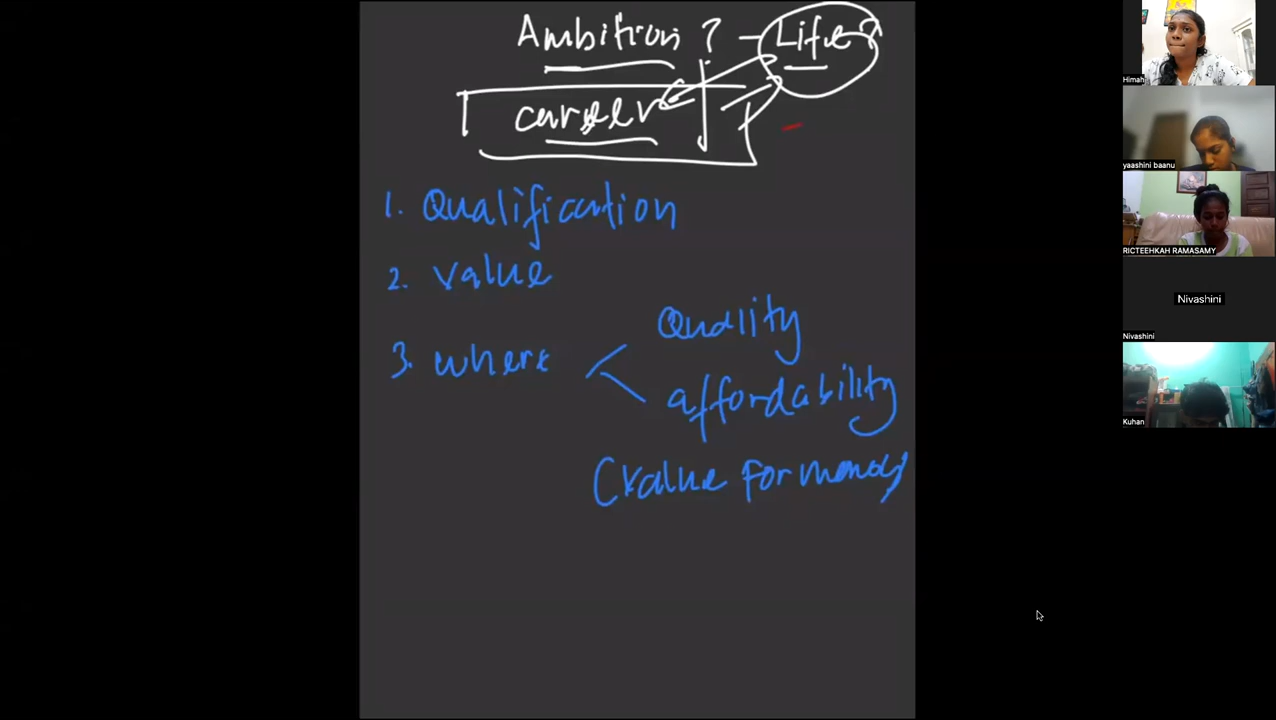 Ambition ? - Life?
career
1. Qualification
2. value
3. where
Quality
affordability
(value for money)
Himah
yaashini baanu
RICTEEHKAH RAMASAMY
Nivashini
Nivashini
Kuhan